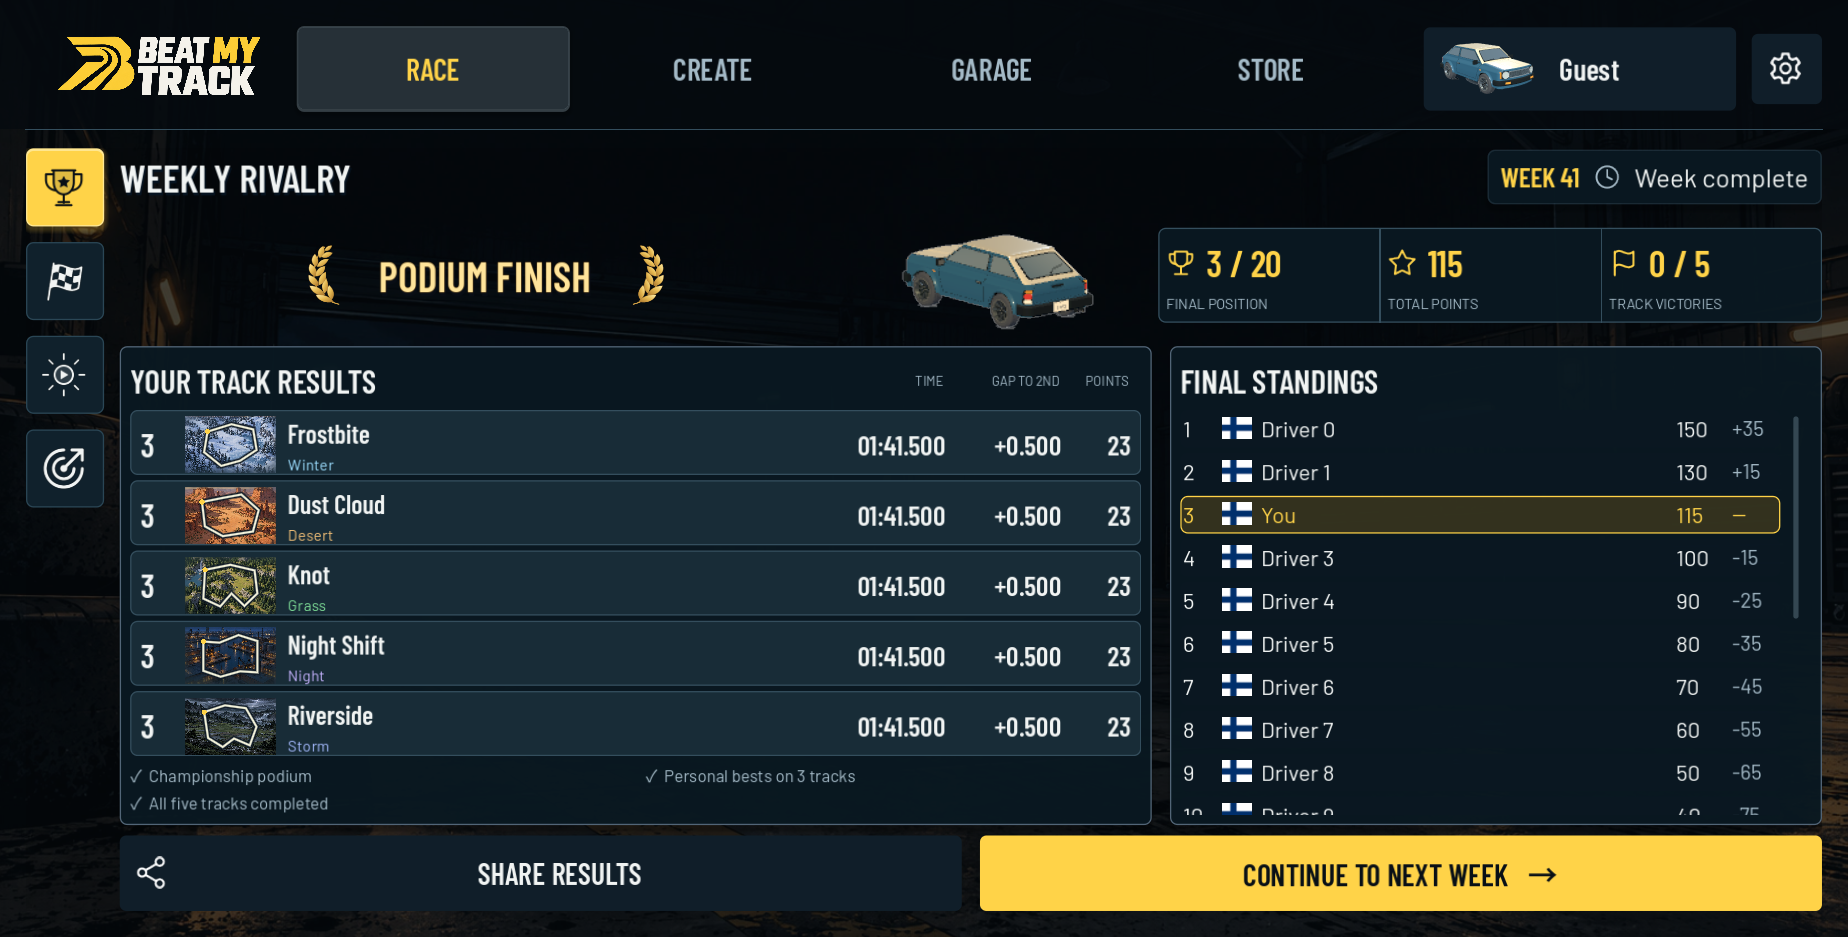 BEAT MY TRACK
RACE
CREATE
GARAGE
STORE
Guest
WEEKLY RIVALRY
WEEK 41 Week complete
PODIUM FINISH
3 / 20
FINAL POSITION
115
TOTAL POINTS
0 / 5
TRACK VICTORIES
YOUR TRACK RESULTS TIME GAP TO 2ND POINTS
3 Frostbite 01:41.500 +0.500 23
Winter
3 Dust Cloud 01:41.500 +0.500 23
Desert
3 Knot 01:41.500 +0.500 23
Grass
3 Night Shift 01:41.500 +0.500 23
Night
3 Riverside 01:41.500 +0.500 23
Storm
✓ Championship podium
✓ Personal bests on 3 tracks
✓ All five tracks completed
FINAL STANDINGS
1 Driver 0 150 +35
2 Driver 1 130 +15
3 You 115 –
4 Driver 3 100 -15
5 Driver 4 90 -25
6 Driver 5 80 -35
7 Driver 6 70 -45
8 Driver 7 60 -55
9 Driver 8 50 -65
SHARE RESULTS
CONTINUE TO NEXT WEEK →